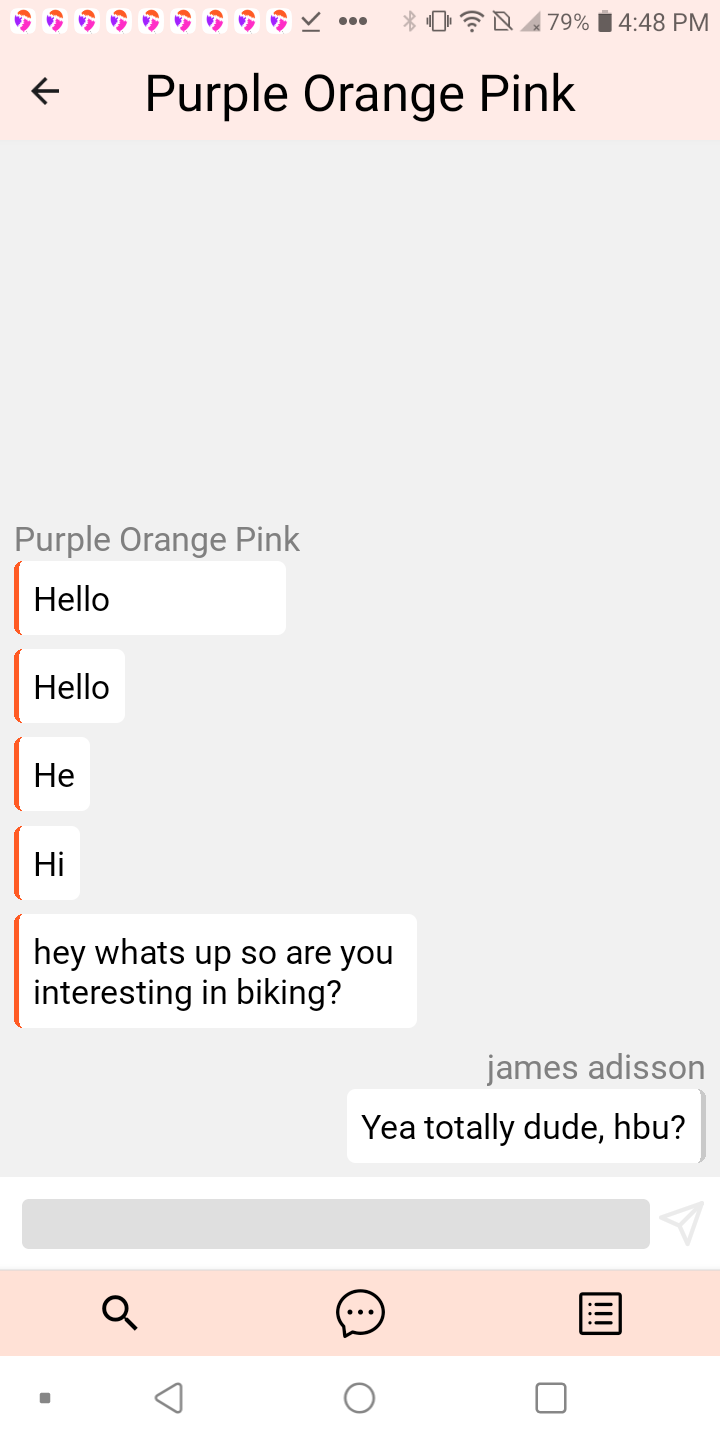 79% 4:48 PM
Purple Orange Pink
Purple Orange Pink
Hello
Hello
He
Hi
hey whats up so are you
interesting in biking?
james adisson
Yea totally dude, hbu?